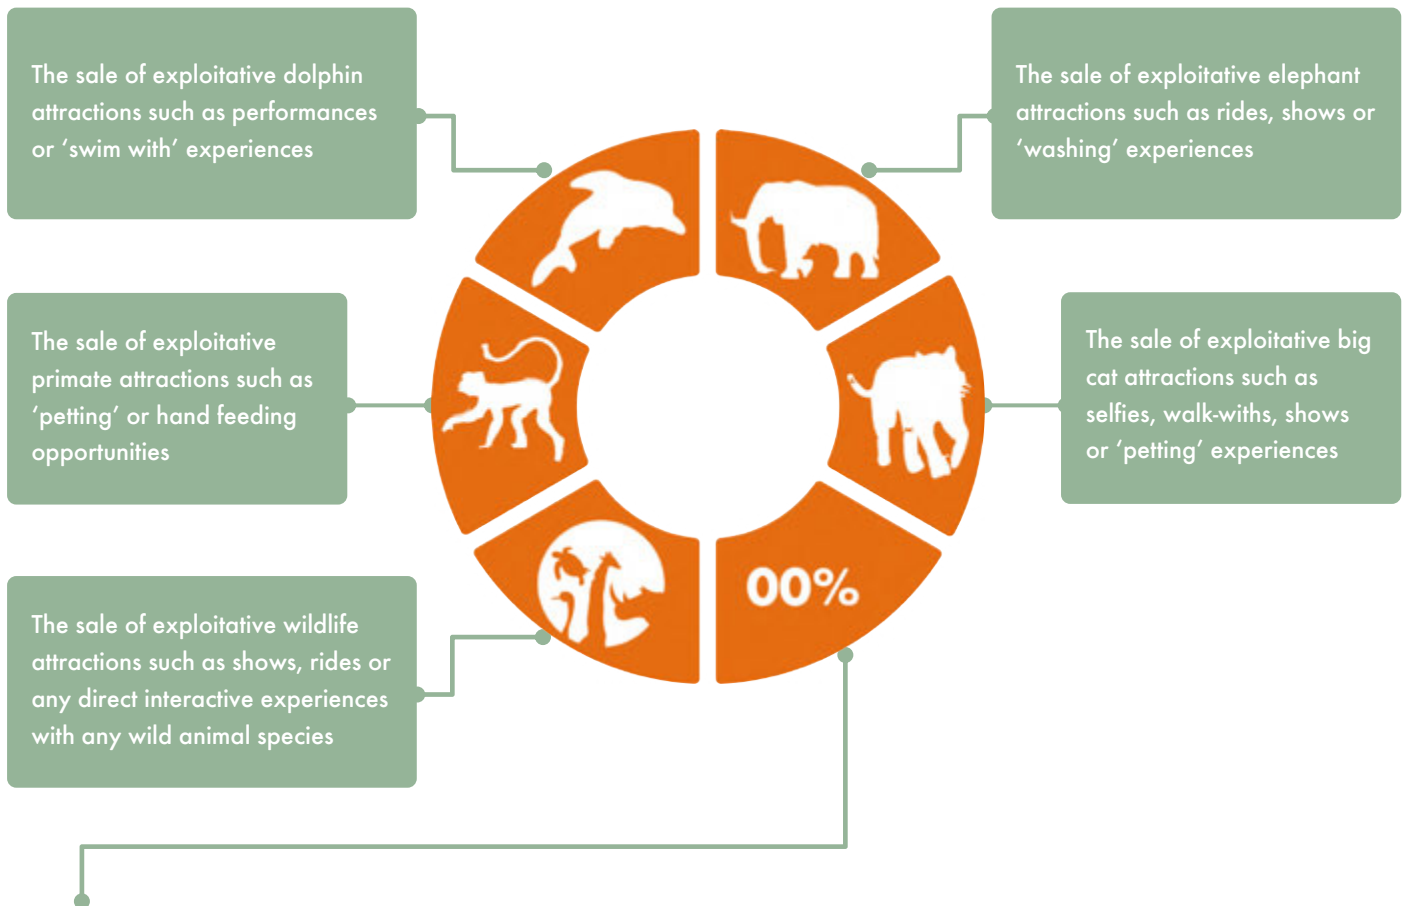 The sale of exploitative dolphin
attractions such as performances
or ‘swim with’ experiences
The sale of exploitative elephant
attractions such as rides, shows or
‘washing’ experiences
The sale of exploitative
primate attractions such as
‘petting’ or hand feeding
opportunities
The sale of exploitative big
cat attractions such as
selfies, walk-withs, shows
or ‘petting’ experiences
The sale of exploitative wildlife
attractions such as shows, rides or
any direct interactive experiences
with any wild animal species
00%